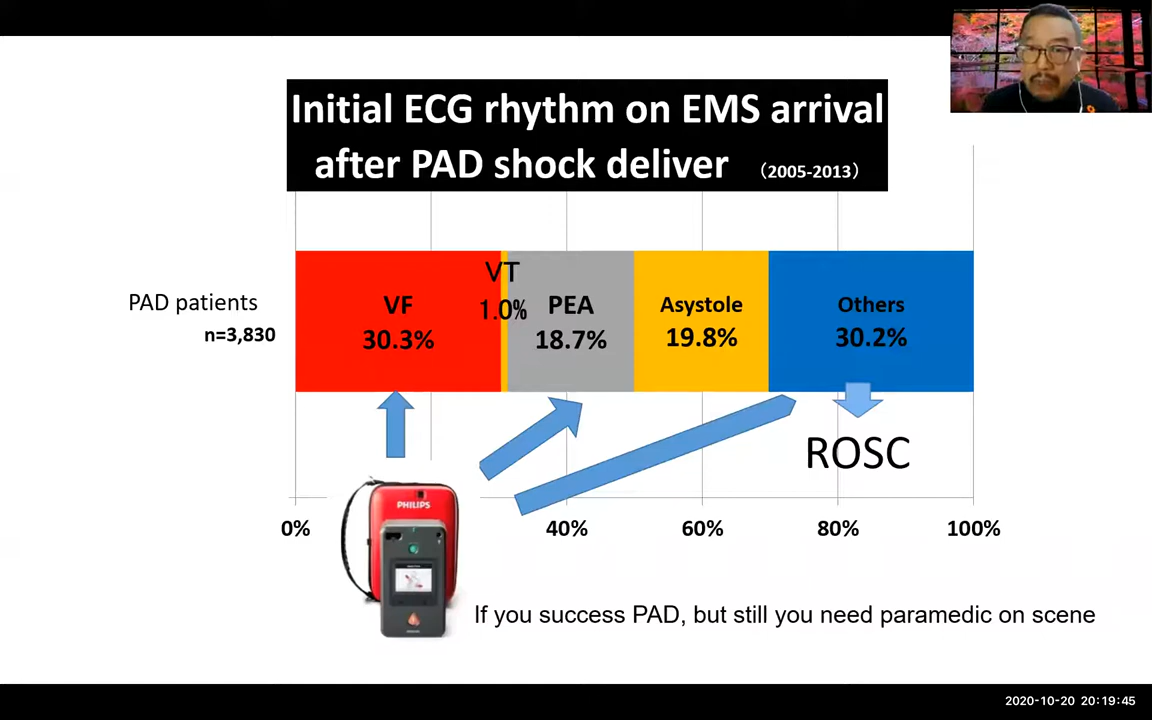 Initial ECG rhythm on EMS arrival
after PAD shock deliver (2005-2013)
PAD patients
n=3,830
VF
30.3%
VT
1.0%
PEA
18.7%
Asystole
19.8%
Others
30.2%
ROSC
PHILIPS
0%
40%
60%
80%
100%
If you success PAD, but still you need paramedic on scene
2020-10-20 20:19:45